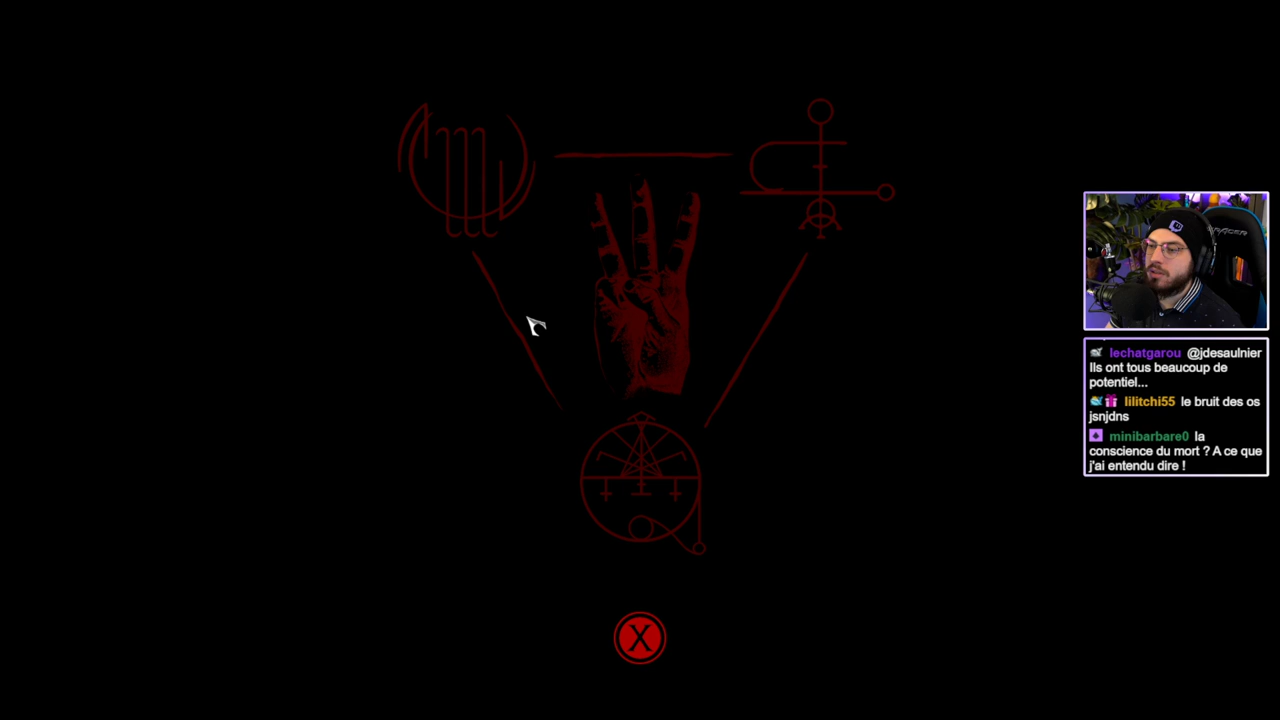 X
lechatgarou @jdesaulnier
Ils ont tous beaucoup de
potentiel...
lilitchi55 le bruit des os
jsnjdns
minibarbare0 la
conscience du mort ? A ce que
j'ai entendu dire !